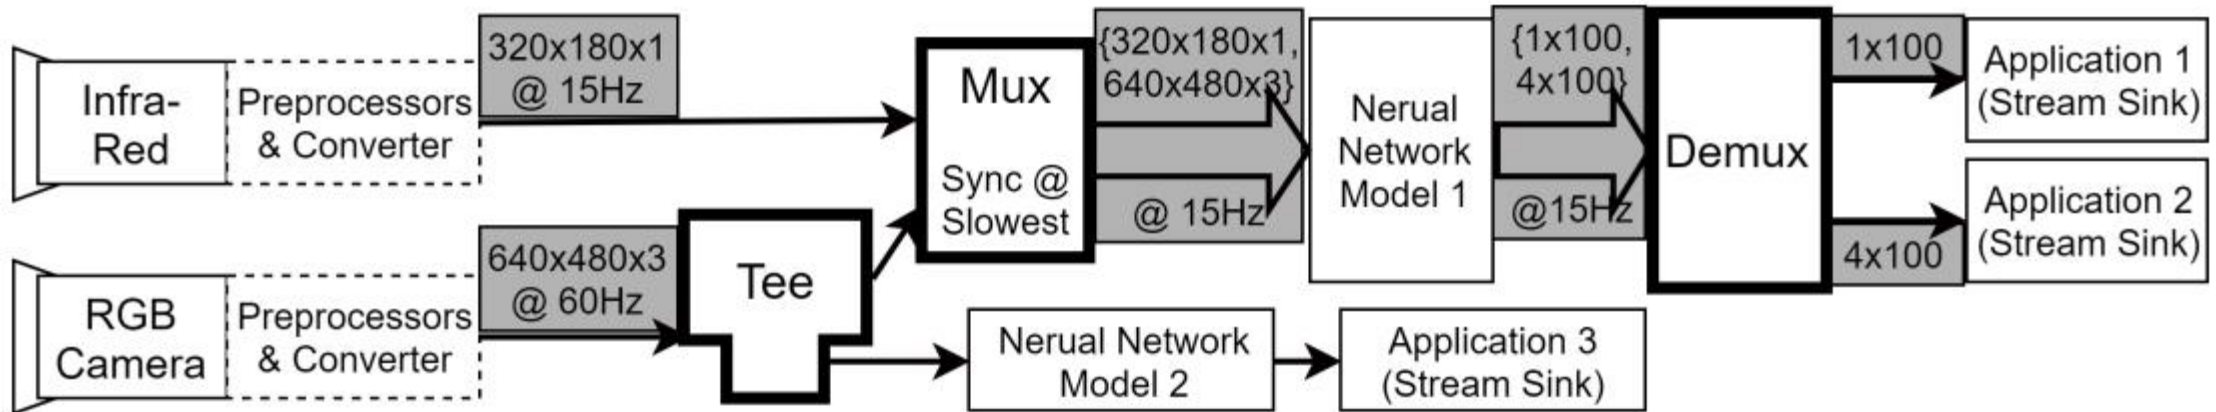 Infra-
Red
Preprocessors
& Converter
320x180x1
@ 15Hz
Mux
Sync @
Slowest
{320x180x1,
640x480x3}
@ 15Hz
Nerual
Network
Model 1
{1x100,
4x100}
@15Hz
Demux
1x100
Application 1
(Stream Sink)
4x100
Application 2
(Stream Sink)
RGB
Camera
Preprocessors
& Converter
640x480x3
@ 60Hz
Tee
Nerual Network
Model 2
Application 3
(Stream Sink)